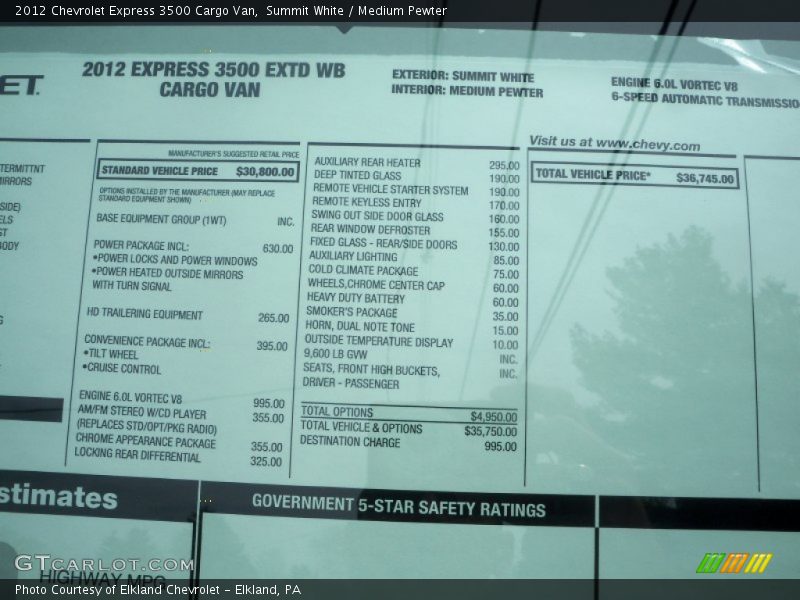 2012 Chevrolet Express 3500 Cargo Van,  Summit White / Medium Pewter
ET.
2012 EXPRESS 3500 EXTD WB
CARGO VAN
EXTERIOR: SUMMIT WHITE
INTERIOR: MEDIUM PEWTER
ENGINE 6.0L VORTEC V8
6-SPEED AUTOMATIC TRANSMISSIO
TERMITTNT
MIRRORS
SIDE)
ELS
ST
BODY
G
MANUFACTURER'S SUGGESTED RETAIL PRICE
STANDARD VEHICLE PRICE $30,800.00
OPTIONS INSTALLED BY THE MANUFACTURER (MAY REPLACE
STANDARD EQUIPMENT SHOWN)
BASE EQUIPMENT GROUP (1WT) INC.
POWER PACKAGE INCL: 630.00
•POWER LOCKS AND POWER WINDOWS
•POWER HEATED OUTSIDE MIRRORS
WITH TURN SIGNAL
HD TRAILERING EQUIPMENT 265.00
CONVENIENCE PACKAGE INCL: 395.00
•TILT WHEEL
•CRUISE CONTROL
ENGINE 6.0L VORTEC V8 995.00
AM/FM STEREO W/CD PLAYER 355.00
(REPLACES STD/OPT/PKG RADIO)
CHROME APPEARANCE PACKAGE 355.00
LOCKING REAR DIFFERENTIAL 325.00
AUXILIARY REAR HEATER 295.00
DEEP TINTED GLASS 190.00
REMOTE VEHICLE STARTER SYSTEM 190.00
REMOTE KEYLESS ENTRY 170.00
SWING OUT SIDE DOOR GLASS 160.00
REAR WINDOW DEFROSTER 155.00
FIXED GLASS - REAR/SIDE DOORS 130.00
AUXILIARY LIGHTING 85.00
COLD CLIMATE PACKAGE 75.00
WHEELS,CHROME CENTER CAP 60.00
HEAVY DUTY BATTERY 60.00
SMOKER'S PACKAGE 35.00
HORN, DUAL NOTE TONE 15.00
OUTSIDE TEMPERATURE DISPLAY 10.00
9,600 LB GVW INC.
SEATS, FRONT HIGH BUCKETS, INC.
DRIVER - PASSENGER
TOTAL OPTIONS $4,950.00
TOTAL VEHICLE & OPTIONS $35,750.00
DESTINATION CHARGE 995.00
Visit us at www.chevy.com
TOTAL VEHICLE PRICE* $36,745.00
stimates
GOVERNMENT 5-STAR SAFETY RATINGS
HIGHWAY MPG
GTCARLOT.COM
Photo Courtesy of Elkland Chevrolet - Elkland, PA